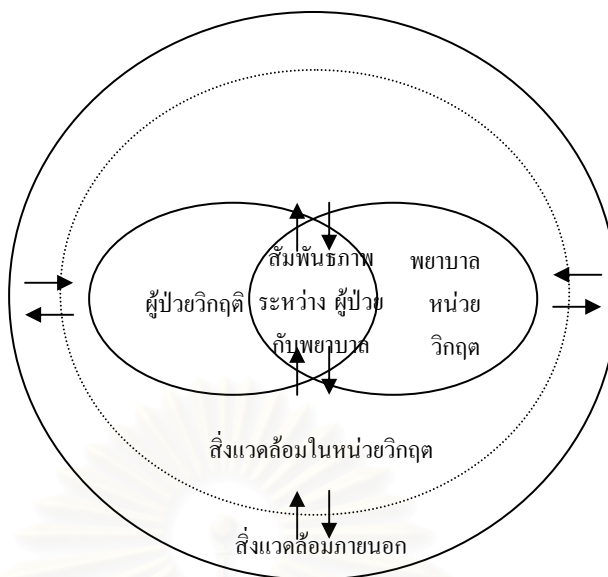 สัมพันธภาพ
ระหว่าง ผู้ป่วย
กับพยาบาล
ผู้ป่วยวิกฤติ
พยาบาล
หน่วย
วิกฤต
สิ่งแวดล้อมในหน่วยวิกฤต
สิ่งแวดล้อมภายนอก